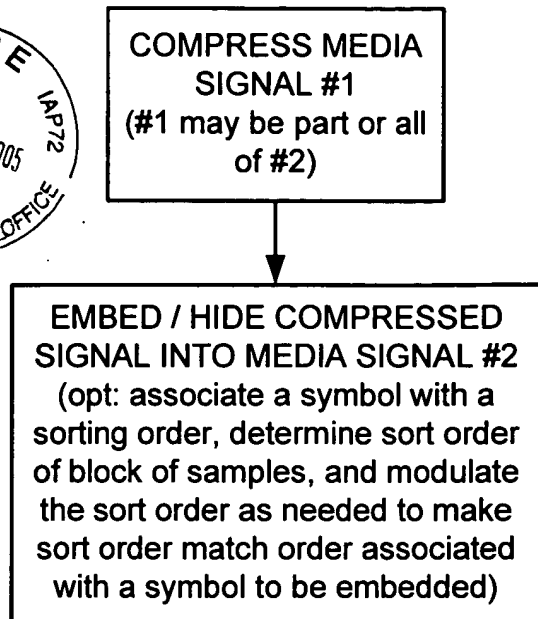 COMPRESS MEDIA
SIGNAL #1
(#1 may be part or all
of #2)
E
IAP72
OFFICE
EMBED / HIDE COMPRESSED
SIGNAL INTO MEDIA SIGNAL #2
(opt: associate a symbol with a
sorting order, determine sort order
of block of samples, and modulate
the sort order as needed to make
sort order match order associated
with a symbol to be embedded)